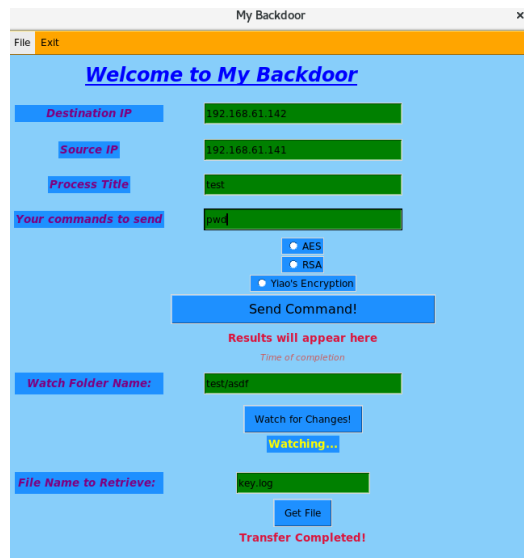 My Backdoor ×
File Exit
Welcome to My Backdoor
Destination IP 192.168.61.142
Source IP 192.168.61.141
Process Title test
Your commands to send pwd
AES
RSA
Yiao's Encryption
Send Command!
Results will appear here
Time of completion
Watch Folder Name: test/asdf
Watch for Changes!
Watching...
File Name to Retrieve: key.log
Get File
Transfer Completed!